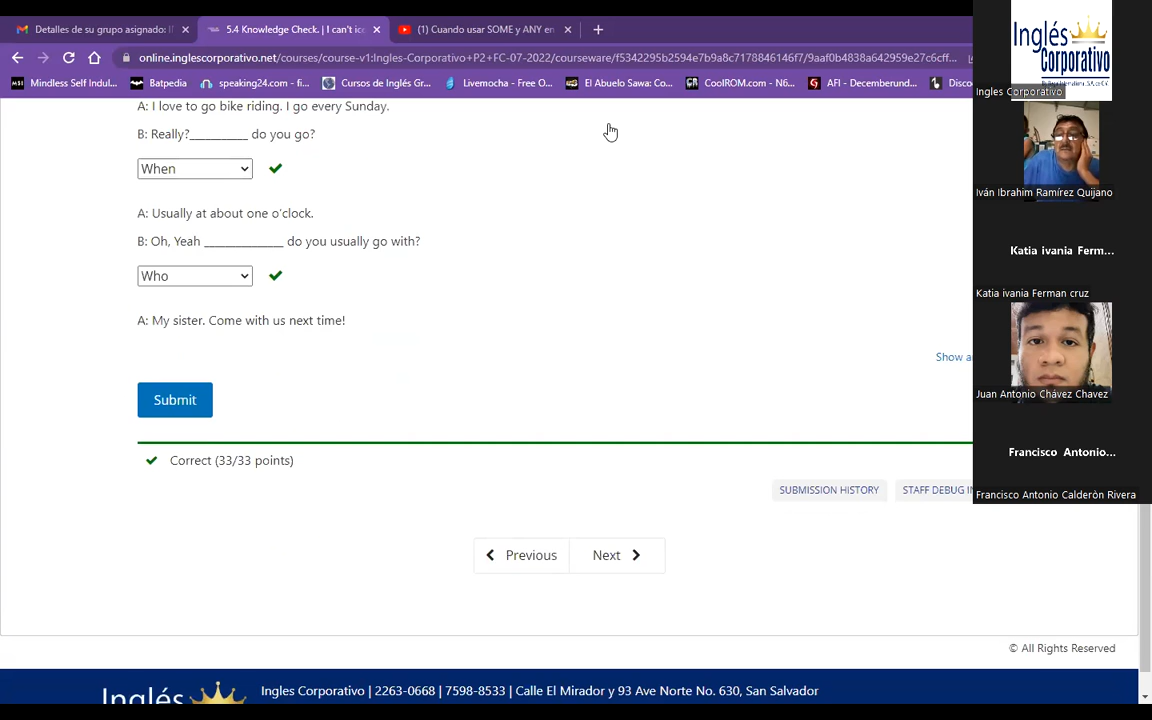 Detalles de su grupo asignado: I
5.4 Knowledge Check. | I can't ic
(1) Cuando usar SOME y ANY en
online.inglescorporativo.net/courses/course-v1:Ingles-Corporativo+P2+FC-07-2022/courseware/f5342295b2594e7b9a8c7178846146f7/9aaf0b4838a642959e27c6cff...
Mindless Self Indul...
Batpedia
speaking24.com - fi...
Cursos de Inglés Gr...
Livemocha - Free O...
El Abuelo Sawa: Co...
CoolROM.com - N6...
AFI - Decemberund...
Disco
A: I love to go bike riding. I go every Sunday.
B: Really?__________ do you go?
When
A: Usually at about one o'clock.
B: Oh, Yeah ______________ do you usually go with?
Who
A: My sister. Come with us next time!
Show a
Submit
Correct (33/33 points)
SUBMISSION HISTORY
STAFF DEBUG IN
Previous
Next
© All Rights Reserved
Inglés
Ingles Corporativo | 2263-0668 | 7598-8533 | Calle El Mirador y 93 Ave Norte No. 630, San Salvador
Inglés
Corporativo
Ingles Corporativo
Iván Ibrahim Ramírez Quijano
Katia ivania Ferm...
Katia ivania Ferman cruz
Juan Antonio Chávez Chavez
Francisco Antonio...
Francisco Antonio Calderòn Rivera